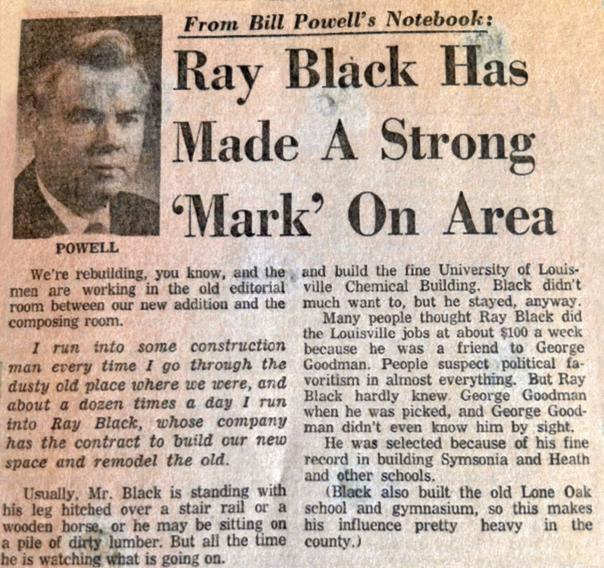 From Bill Powell's Notebook:
Ray Black Has
Made A Strong
'Mark' On Area
POWELL
We're rebuilding, you know, and the
men are working in the old editorial
room between our new addition and the
composing room.
I run into some construction
man every time I go through the
dusty old place where we were, and
about a dozen times a day I run
into Ray Black, whose company
has the contract to build our new
space and remodel the old.
Usually, Mr. Black is standing with
his leg hitched over a stair rail or a
wooden horse, or he may be sitting on
a pile of dirty lumber. But all the time
he is watching what is going on.
and build the fine University of Louis-
ville Chemical Building. Black didn't
much want to, but he stayed, anyway.
Many people thought Ray Black did
the Louisville jobs at about $100 a week
because he was a friend to George
Goodman. People suspect political fa-
voritism in almost everything. But Ray
Black hardly knew George Goodman
when he was picked, and George Good-
man didn't even know him by sight.
He was selected because of his fine
record in building Symsonia and Heath
and other schools.
(Black also built the old Lone Oak
school and gymnasium, so this makes
his influence pretty heavy in the
county.)